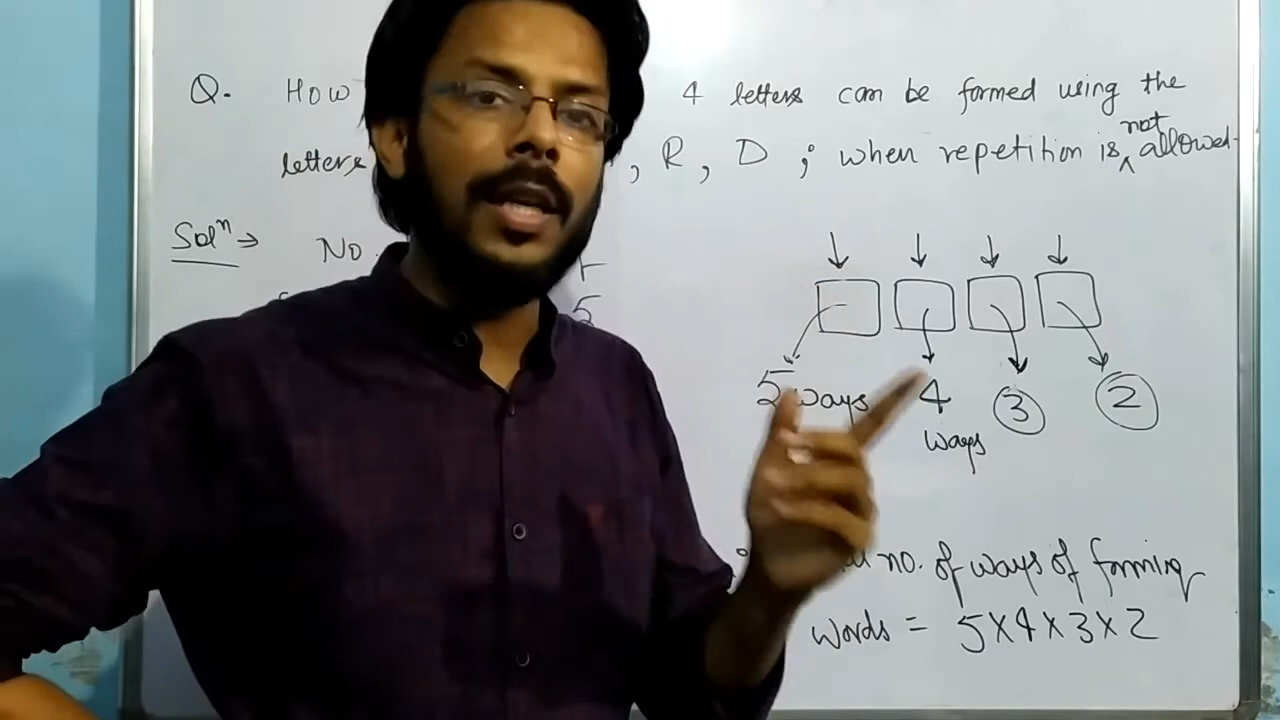 Q. How 4 letters can be formed using the
letters , R, D ; when repetition is not allowed.
Solⁿ → No.
5
5 ways 4 ways 3 2
no. of ways of forming
words = 5×4×3×2